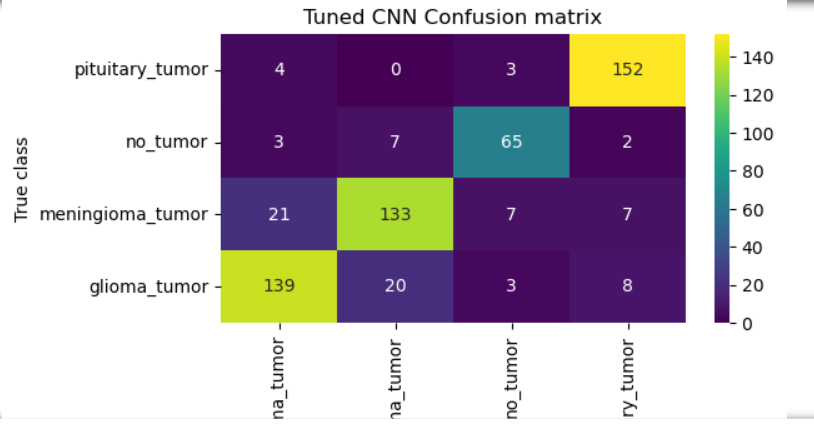 Tuned CNN Confusion matrix
True class
pituitary_tumor 4 0 3 152
no_tumor 3 7 65 2
meningioma_tumor 21 133 7 7
glioma_tumor 139 20 3 8
ma_tumor
na_tumor
no_tumor
ry_tumor
140
120
100
80
60
40
20
0